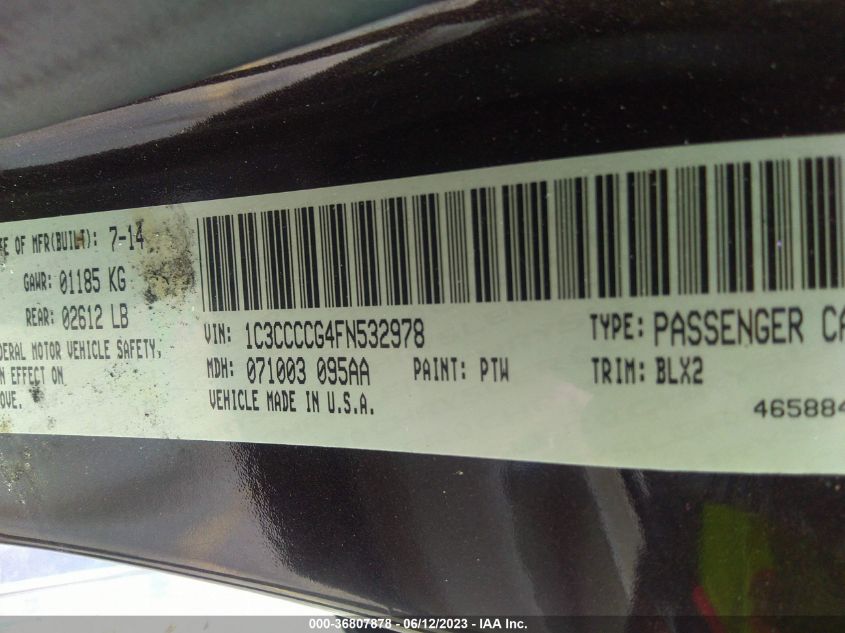 E OF MFR(BUILT): 7-14
GAWR: 01185 KG
REAR: 02612 LB
DERAL MOTOR VEHICLE SAFETY,
N EFFECT ON
OVE.
VIN: 1C3CCCCG4FN532978
TYPE: PASSENGER CA
MDH: 071003 095AA
PAINT: PTW
TRIM: BLX2
VEHICLE MADE IN U.S.A.
465884
000-36807878 - 06/12/2023 - IAA Inc.